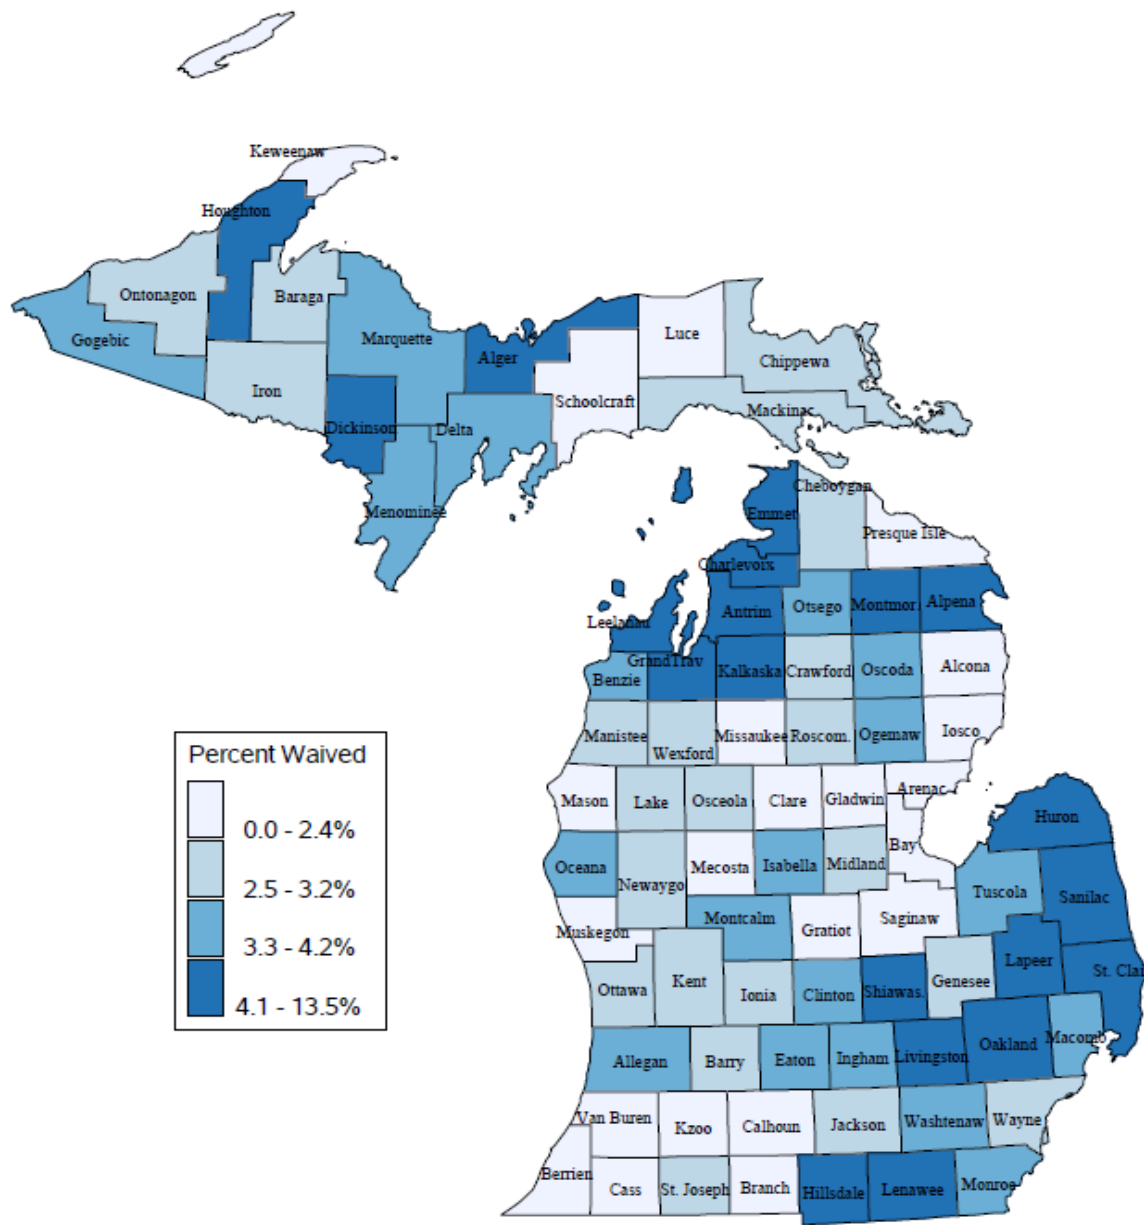 Keweenaw
Houghton
Ontonagon
Baraga
Gogebic
Marquette
Alger
Luce
Chippewa
Iron
Schoolcraft
Mackinac
Dickinson
Delta
Menominee
Cheboygan
Emmet
Presque Isle
Charlevoix
Antrim
Otsego
Montmor.
Alpena
Leelanau
GrandTrav
Kalkaska
Crawford
Oscoda
Alcona
Benzie
Manistee
Wexford
Missaukee
Roscom.
Ogemaw
Iosco
Percent Waived
0.0 - 2.4%
2.5 - 3.2%
3.3 - 4.2%
4.1 - 13.5%
Mason
Lake
Osceola
Clare
Gladwin
Arenac
Huron
Oceana
Newaygo
Mecosta
Isabella
Midland
Bay
Tuscola
Sanilac
Muskegon
Montcalm
Gratiot
Saginaw
Ottawa
Kent
Ionia
Clinton
Shiawas.
Genesee
Lapeer
St. Clai
Allegan
Barry
Eaton
Ingham
Livingston
Oakland
Macomb
Van Buren
Kzoo
Calhoun
Jackson
Washtenaw
Wayne
Berrien
Cass
St. Joseph
Branch
Hillsdale
Lenawee
Monroe